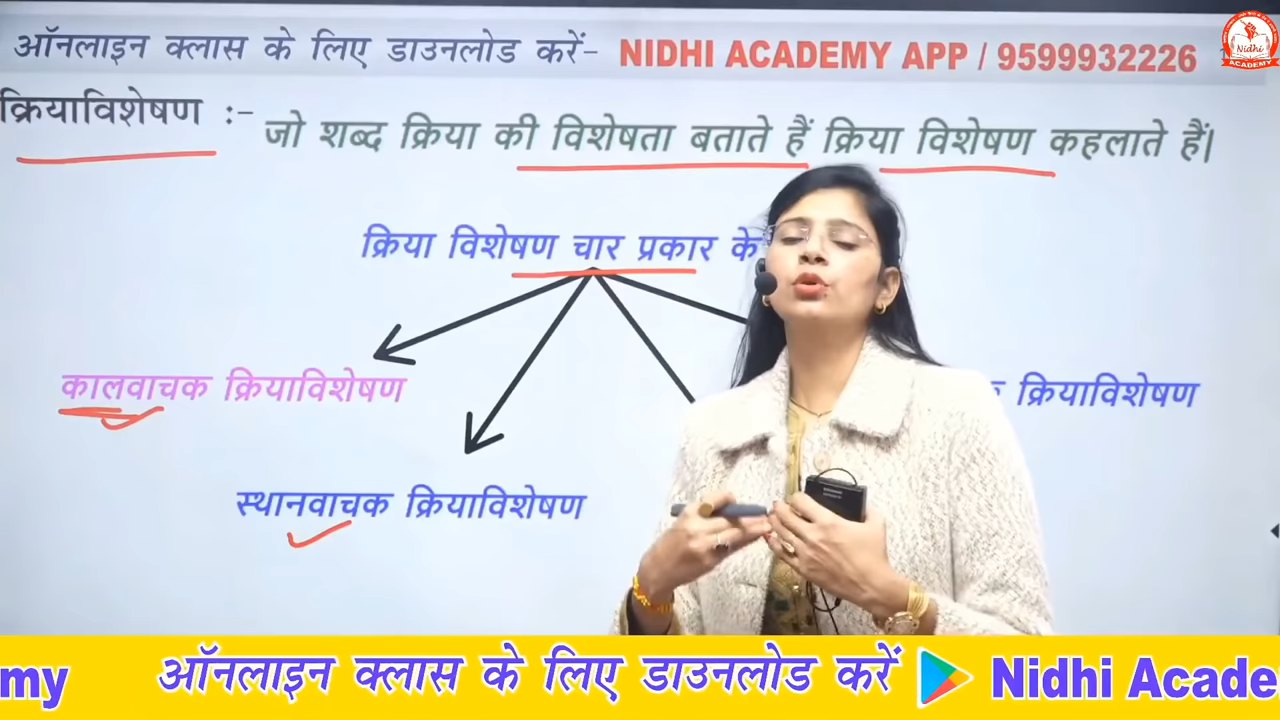 ऑनलाइन क्लास के लिए डाउनलोड करें- NIDHI ACADEMY APP / 9599932226
Nidhi
ACADEMY
क्रियाविशेषण :-
जो शब्द क्रिया की विशेषता बताते हैं क्रिया विशेषण कहलाते हैं।
क्रिया विशेषण चार प्रकार के
कालवाचक क्रियाविशेषण
क्रियाविशेषण
स्थानवाचक क्रियाविशेषण
my ऑनलाइन क्लास के लिए डाउनलोड करें Nidhi Acade